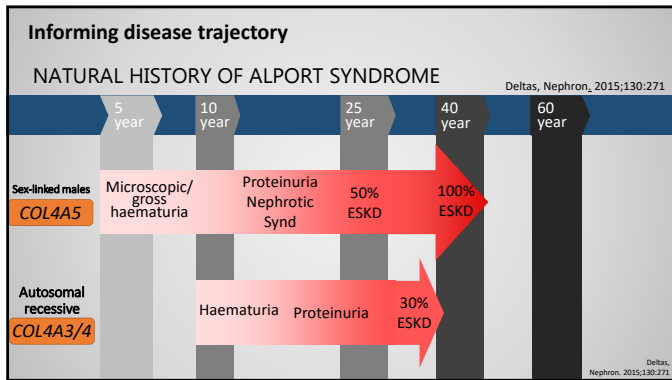 Informing disease trajectory
NATURAL HISTORY OF ALPORT SYNDROME
Deltas, Nephron. 2015;130:271
5
year
10
year
25
year
40
year
60
year
Sex-linked males
COL4A5
Microscopic/
gross
haematuria
Proteinuria
Nephrotic
Synd
50%
ESKD
100%
ESKD
Autosomal
recessive
COL4A3/4
Haematuria
Proteinuria
30%
ESKD
Deltas,
Nephron. 2015;130:271